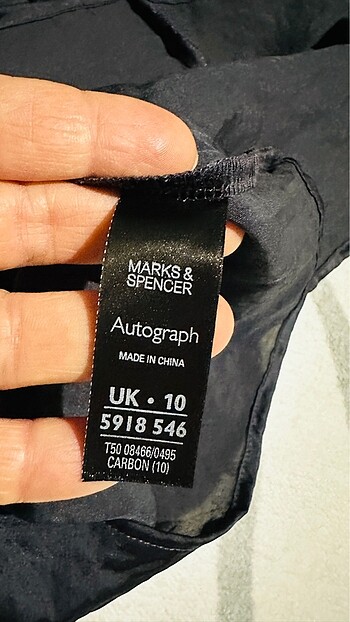 MARKS &
SPENCER
Autograph
MADE IN CHINA
UK • 10
5918 546
T50 08466/0495
CARBON (10)